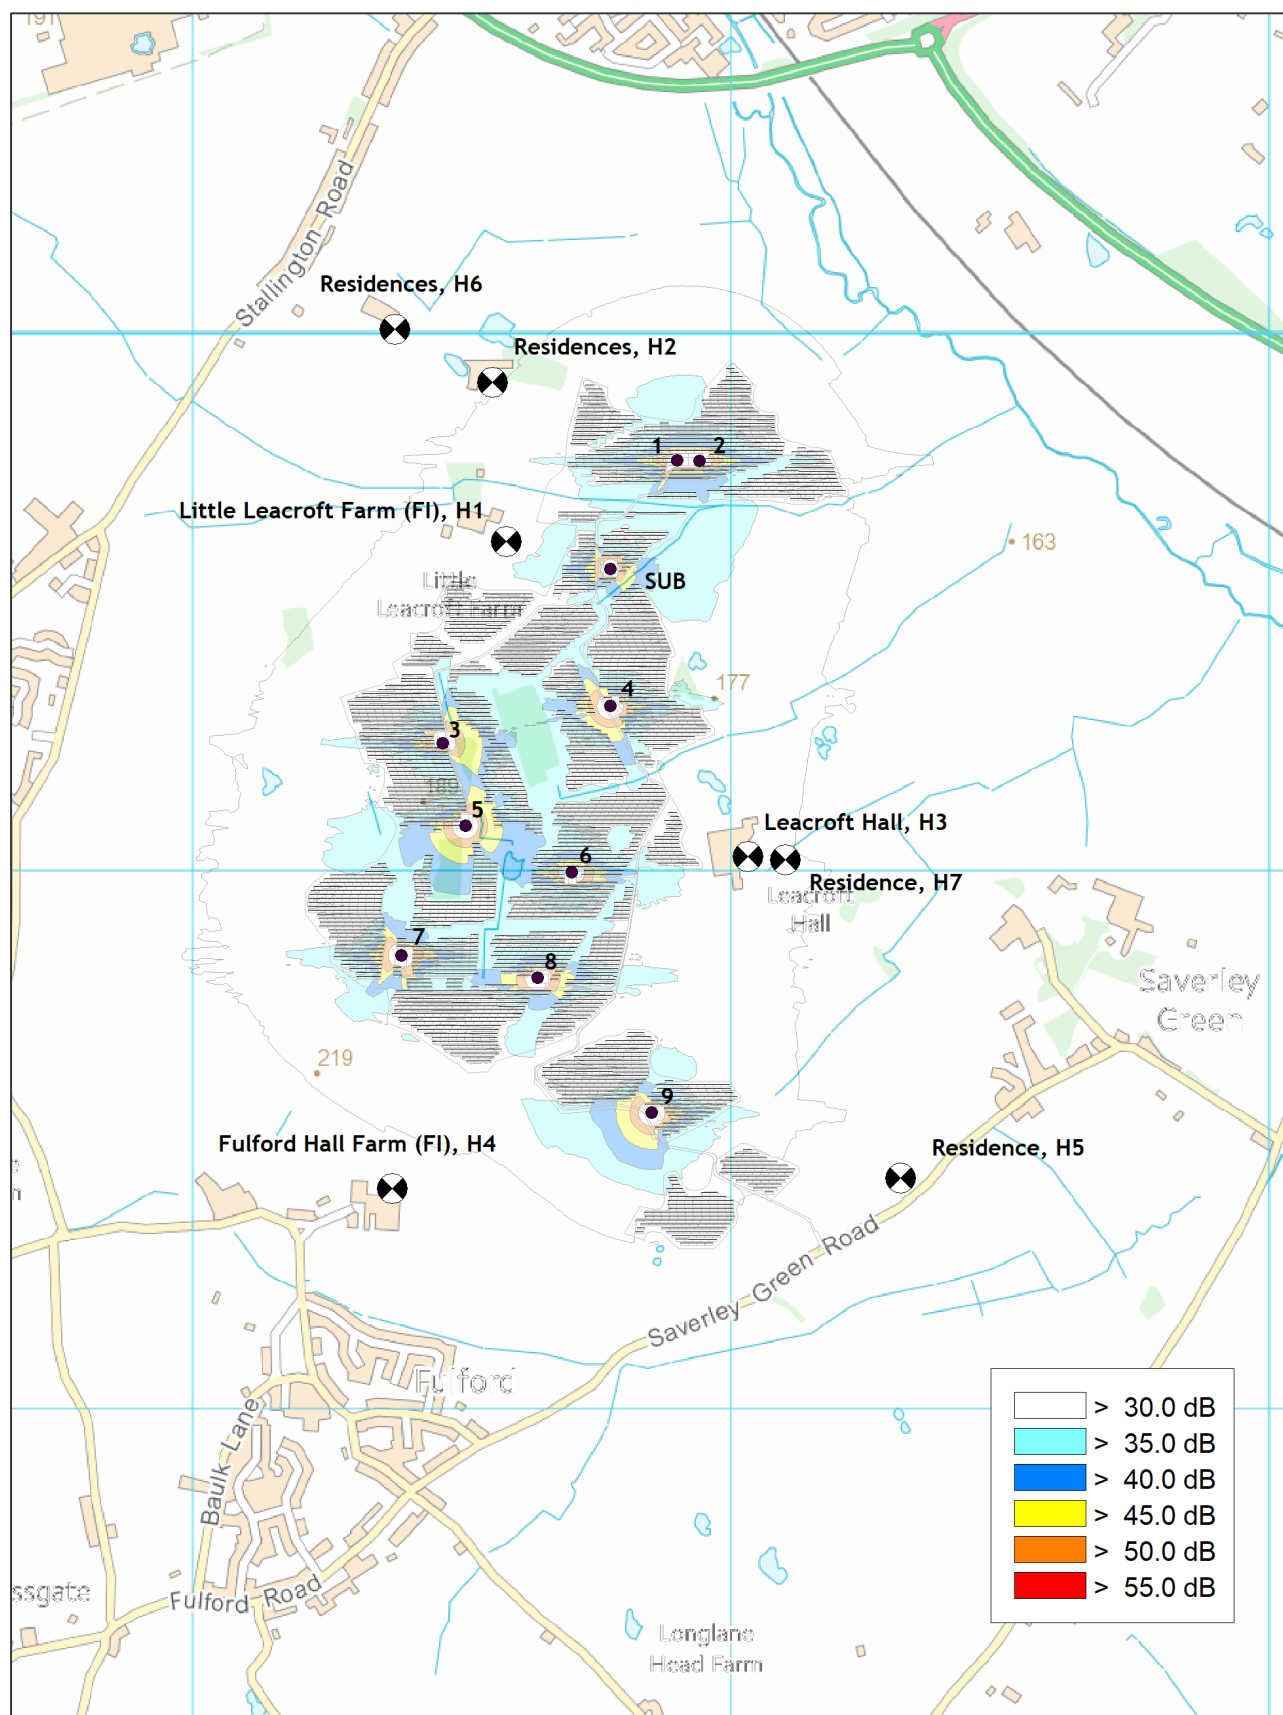 191
Stallington Road
Residences, H6
Residences, H2
1
2
Little Leacroft Farm (FI), H1
163
SUB
Little
Leacroft Farm
177
4
3
189
5
Leacroft Hall, H3
6
Residence, H7
Leacroft
Hall
7
8
Saverley
Green
219
9
Fulford Hall Farm (FI), H4
Residence, H5
Saverley Green Road
Fulford
Baulk Lane
> 30.0 dB
> 35.0 dB
> 40.0 dB
> 45.0 dB
> 50.0 dB
> 55.0 dB
ssgate
Fulford Road
Longlane
Head Farm